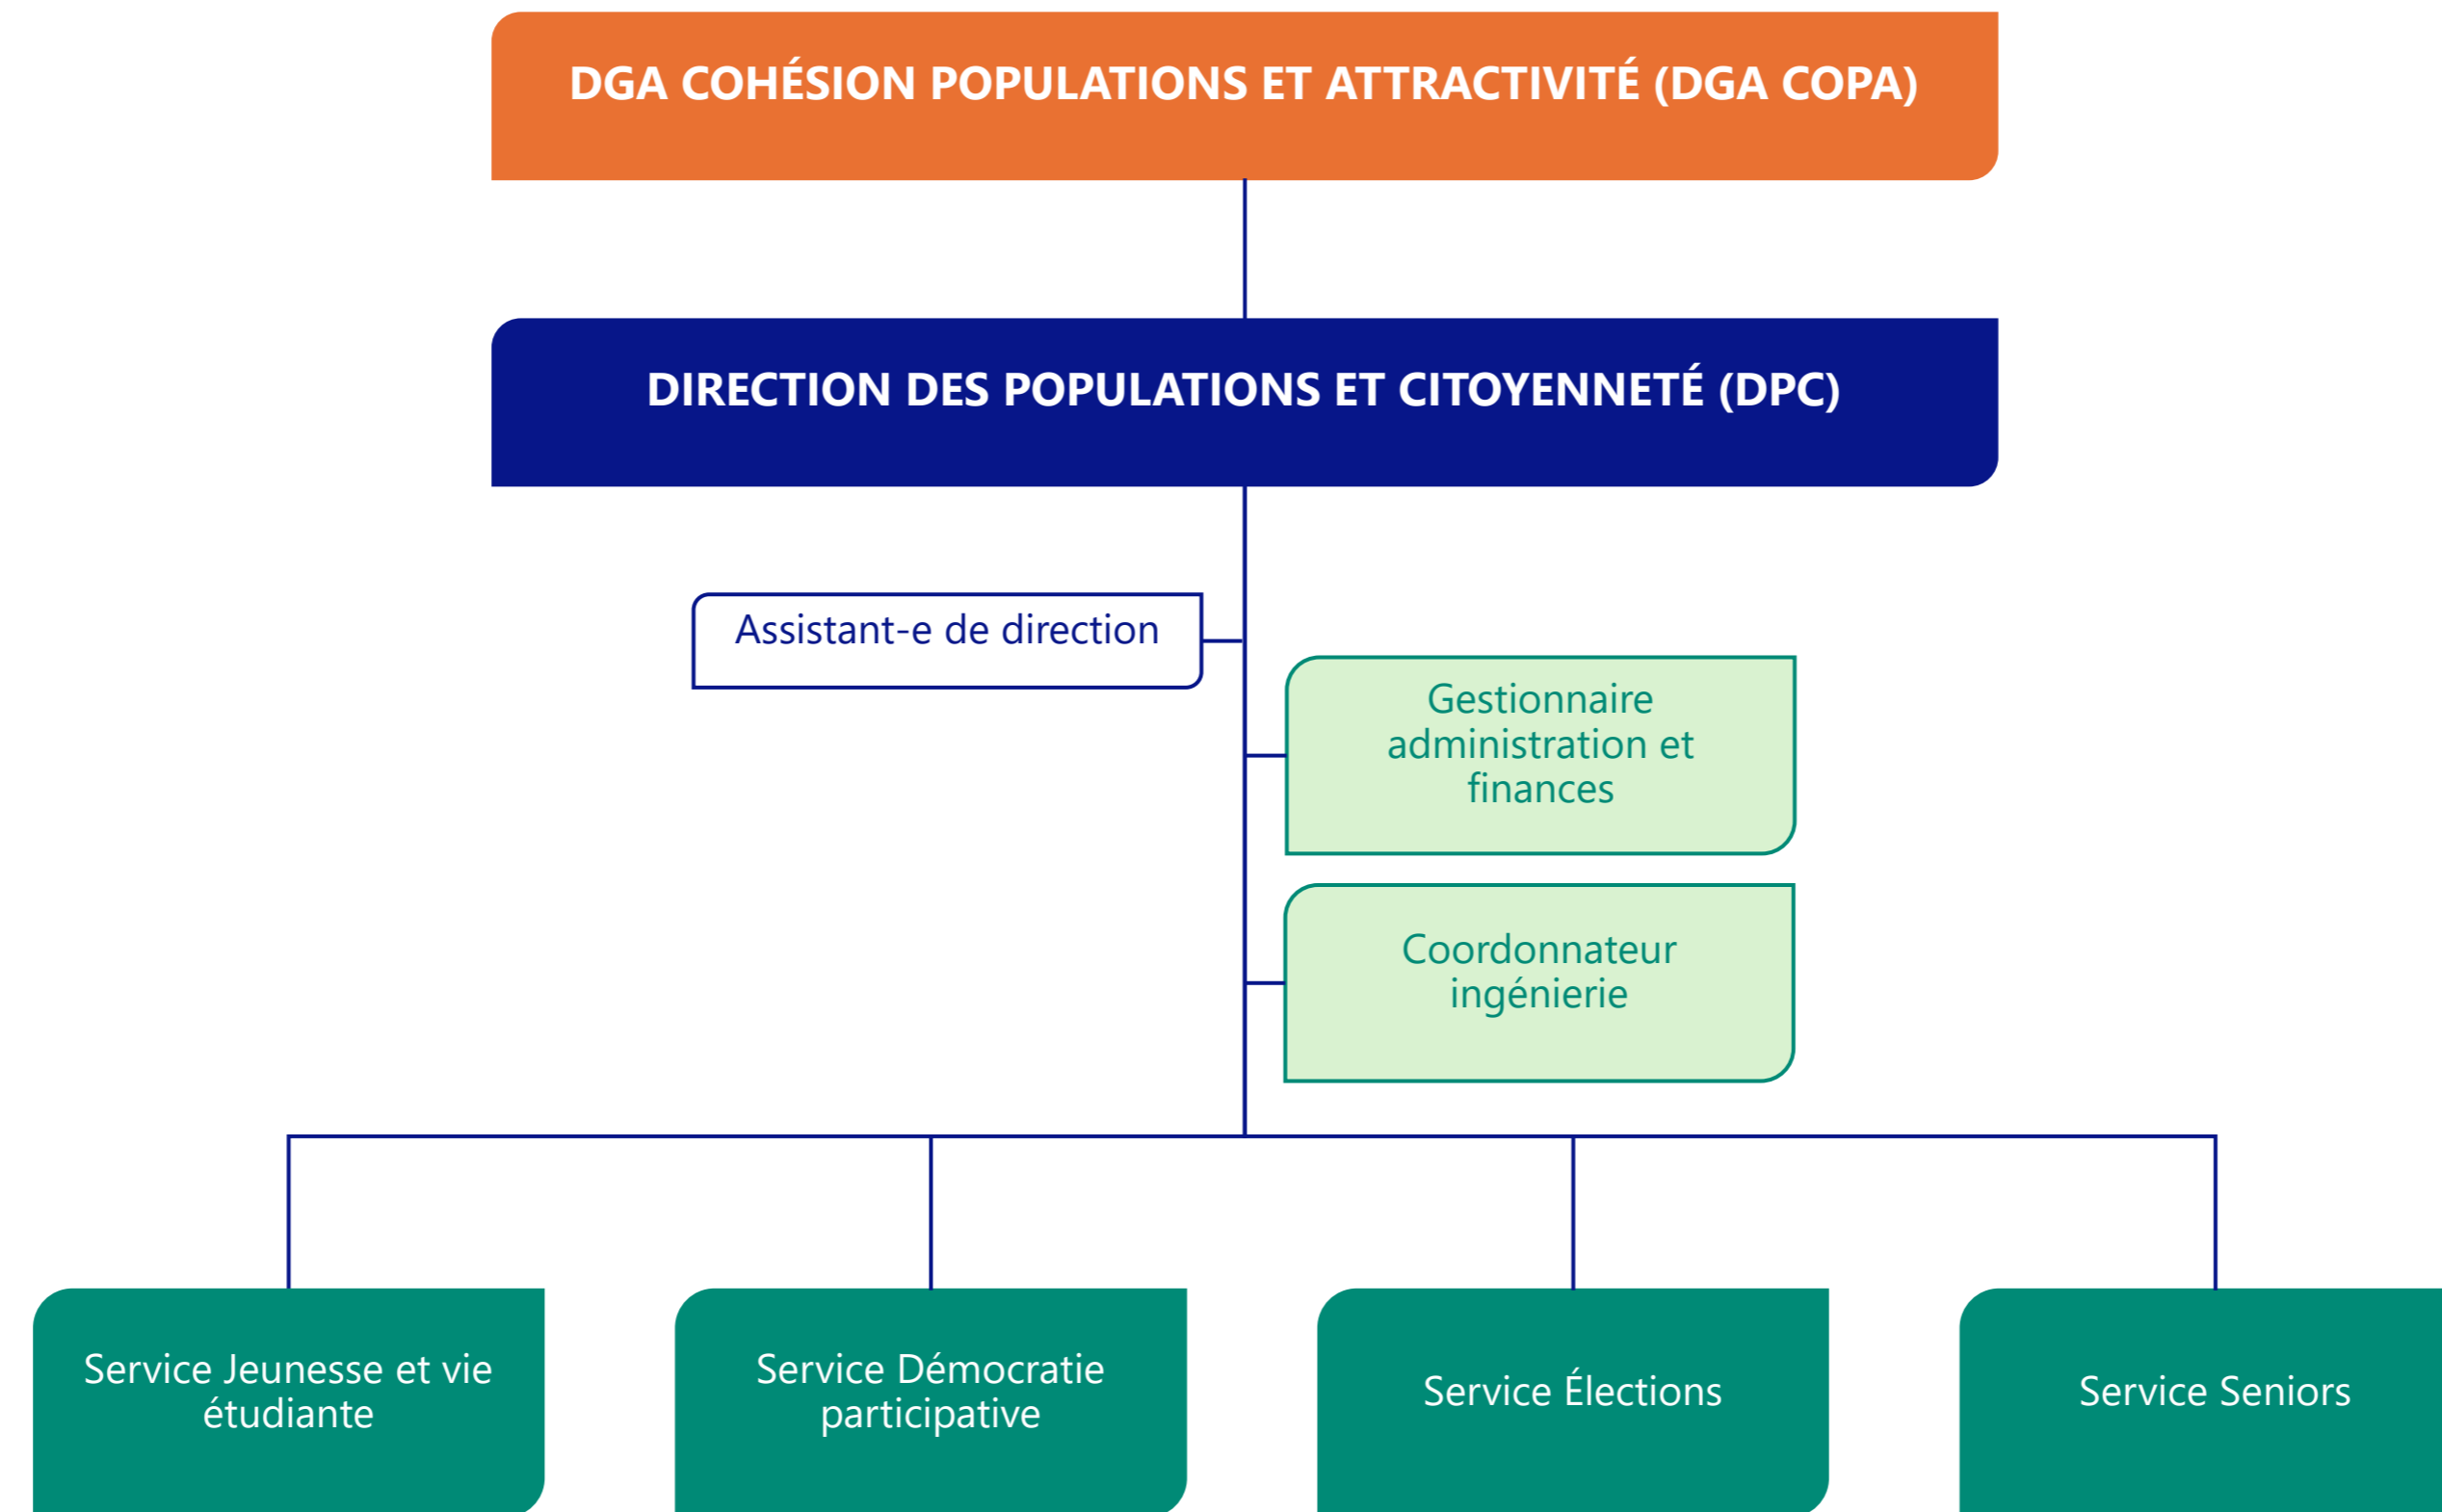 DGA COHÉSION POPULATIONS ET ATTRACTIVITÉ (DGA COPA)
DIRECTION DES POPULATIONS ET CITOYENNETÉ (DPC)
Assistant-e de direction
Gestionnaire
administration et
finances
Coordonnateur
ingénierie
Service Jeunesse et vie
étudiante
Service Démocratie
participative
Service Élections
Service Seniors